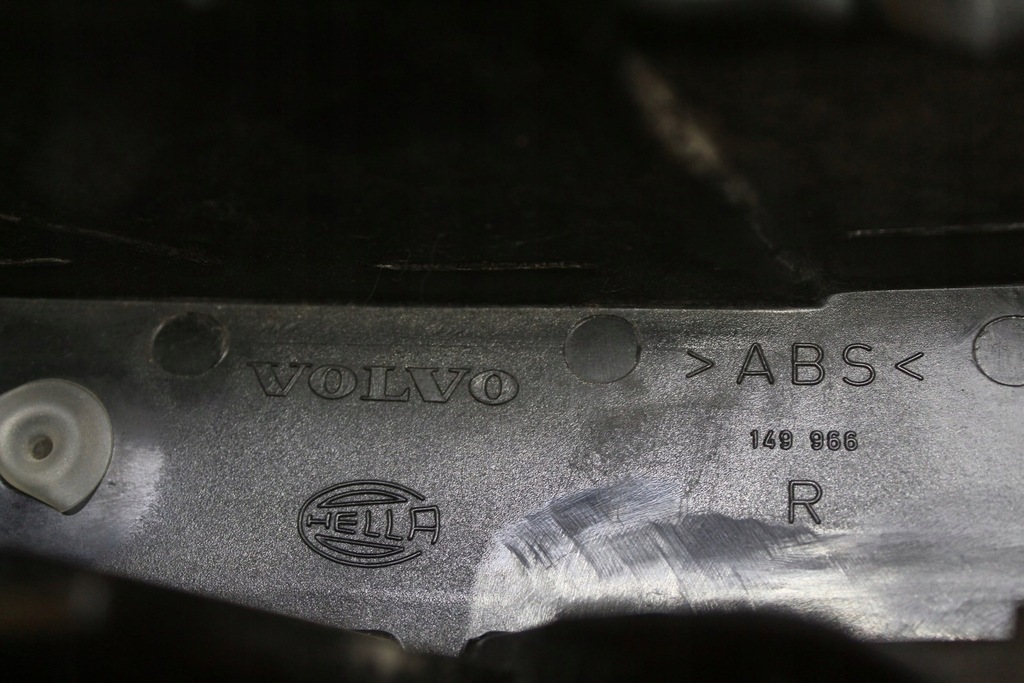 VOLVO
> ABS <
149 966
HELLA
R